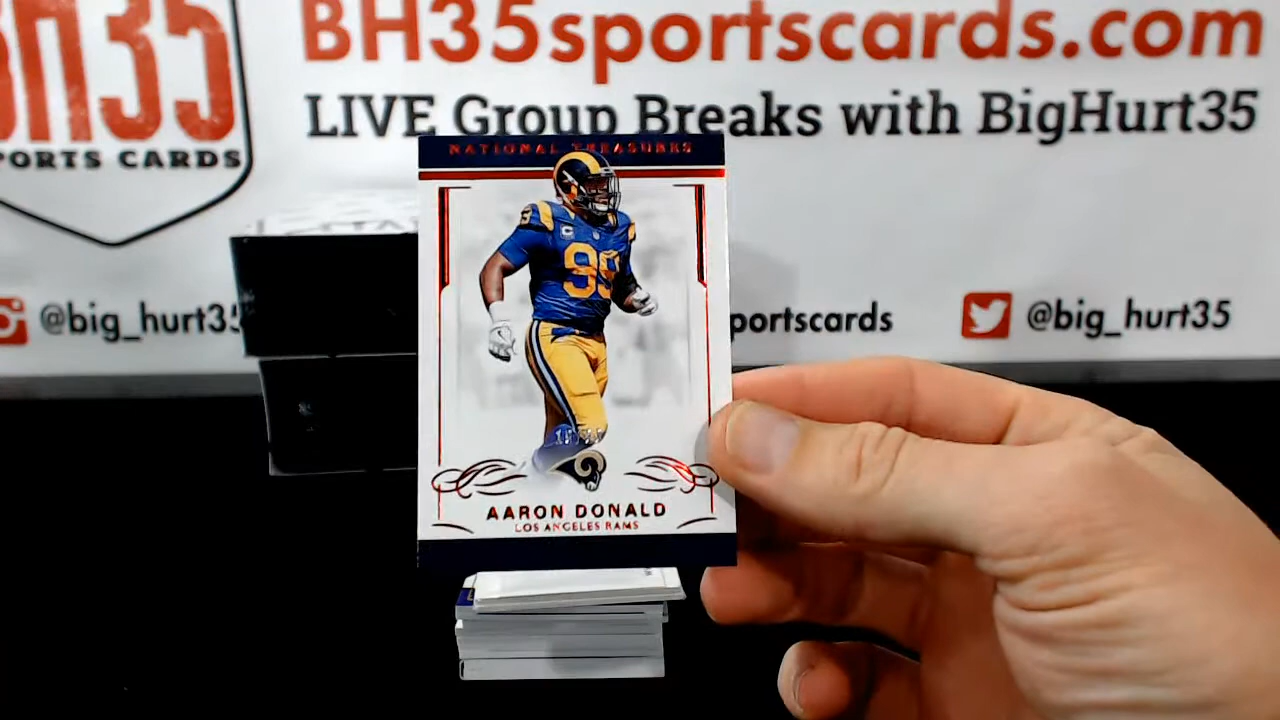 BH35
PORTS CARDS
BH35sportscards.com
LIVE Group Breaks with BigHurt35
@big_hurt35
portscards
@big_hurt35
NATIONAL TREASURES
99
AARON DONALD
LOS ANGELES RAMS